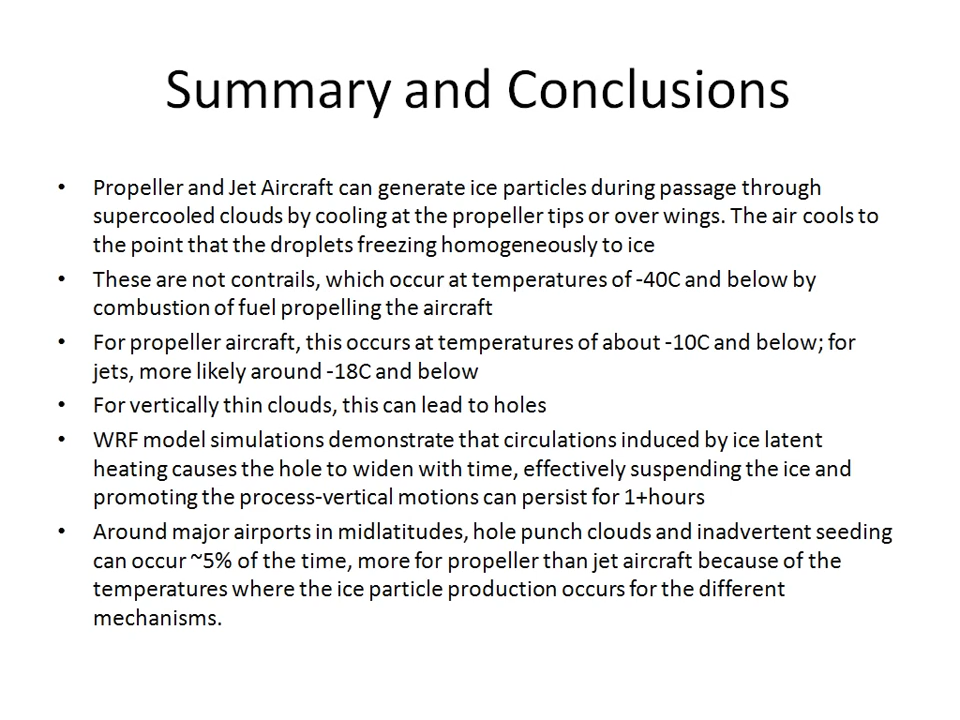 Summary and Conclusions
• Propeller and Jet Aircraft can generate ice particles during passage through
supercooled clouds by cooling at the propeller tips or over wings. The air cools to
the point that the droplets freezing homogeneously to ice
• These are not contrails, which occur at temperatures of -40C and below by
combustion of fuel propelling the aircraft
• For propeller aircraft, this occurs at temperatures of about -10C and below; for
jets, more likely around -18C and below
• For vertically thin clouds, this can lead to holes
• WRF model simulations demonstrate that circulations induced by ice latent
heating causes the hole to widen with time, effectively suspending the ice and
promoting the process-vertical motions can persist for 1+hours
• Around major airports in midlatitudes, hole punch clouds and inadvertent seeding
can occur ~5% of the time, more for propeller than jet aircraft because of the
temperatures where the ice particle production occurs for the different
mechanisms.